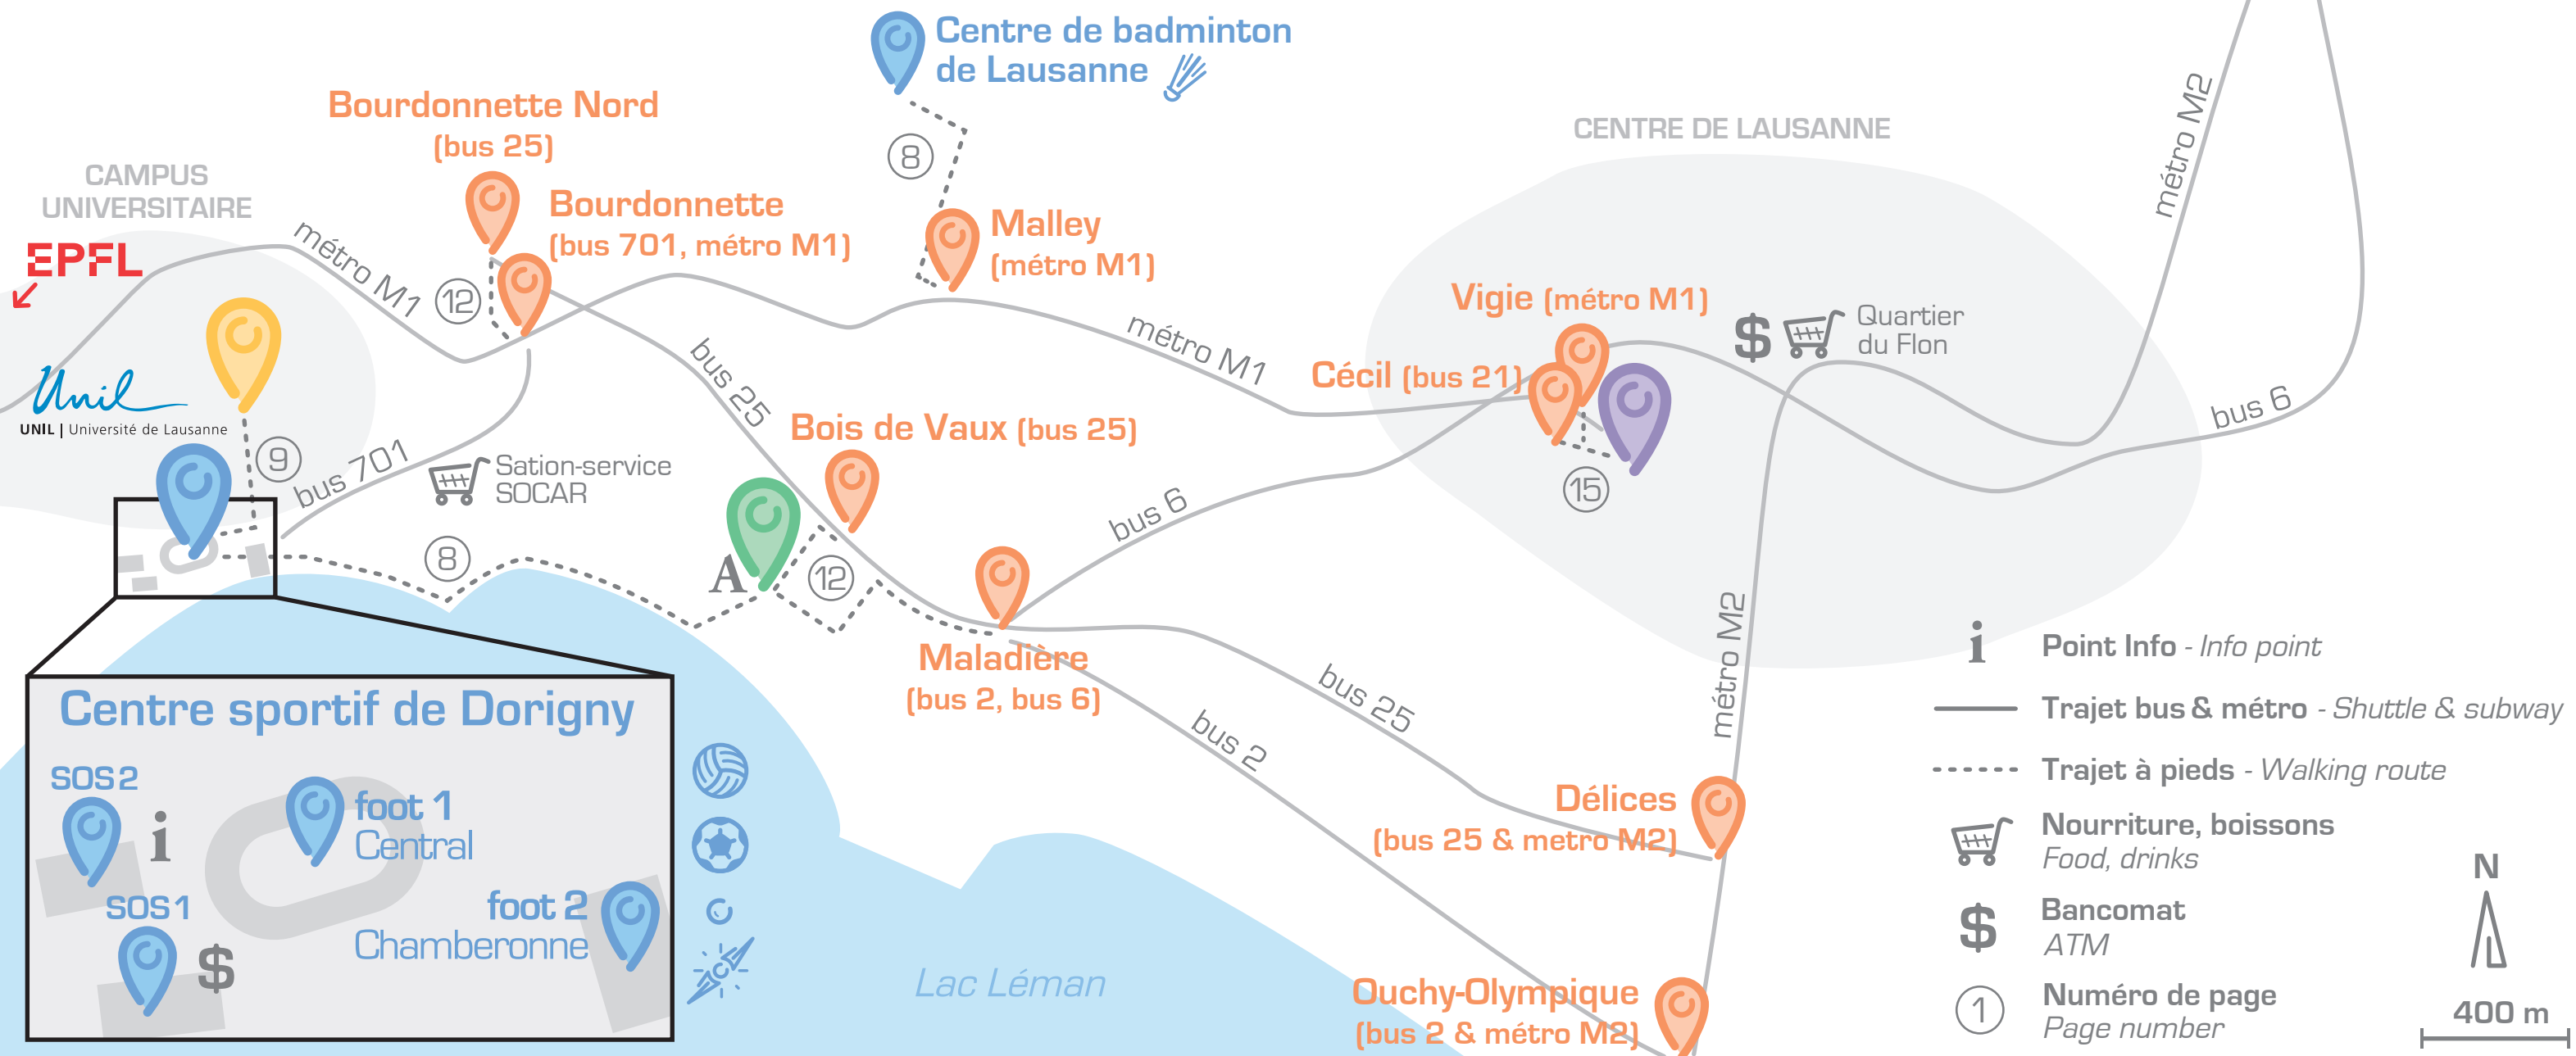 Centre de badminton
de Lausanne
Bourdonnette Nord
(bus 25)
CENTRE DE LAUSANNE
métro M2
8
CAMPUS
UNIVERSITAIRE
Bourdonnette
(bus 701, métro M1)
Malley
(métro M1)
EPFL
métro M1
12
Vigie (métro M1)
Quartier
du Flon
$
métro M1
bus 25
Cécil (bus 21)
Unil
UNIL | Université de Lausanne
bus 6
Bois de Vaux (bus 25)
9
bus 701
Sation-service
SOCAR
15
bus 6
8
A
12
métro M2
Maladière
(bus 2, bus 6)
bus 25
bus 2
Délices
(bus 25 & metro M2)
Centre sportif de Dorigny
SOS 2
i
foot 1
Central
SOS 1
$
foot 2
Chamberonne
Lac Léman
Ouchy-Olympique
(bus 2 & métro M2)
i
Point Info - Info point
Trajet bus & métro - Shuttle & subway
Trajet à pieds - Walking route
Nourriture, boissons
Food, drinks
$
Bancomat
ATM
1
Numéro de page
Page number
N
400 m